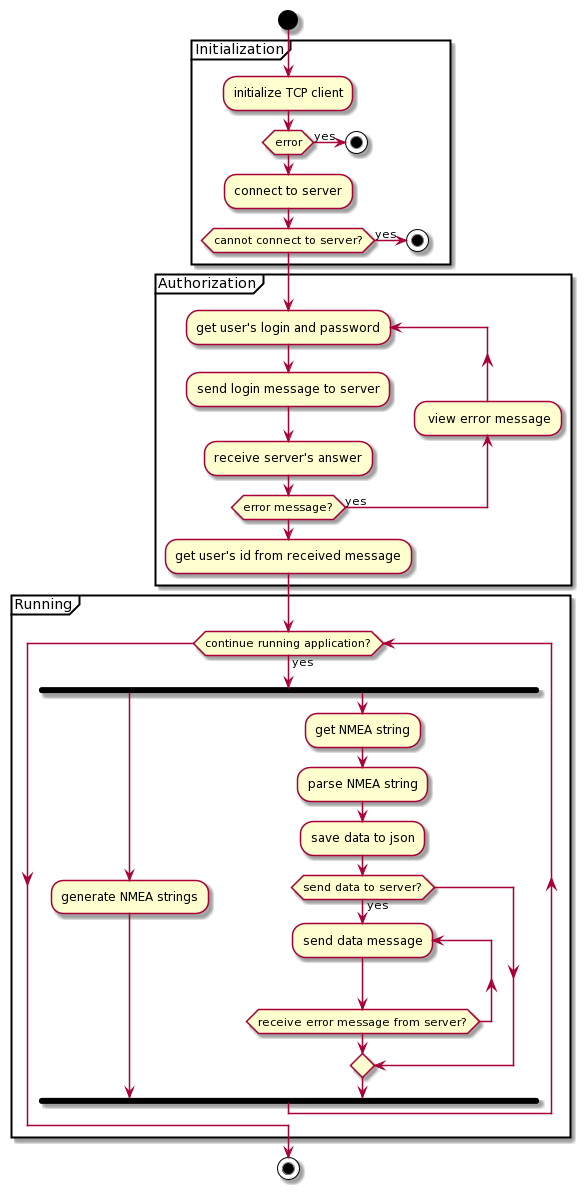 Initialization
initialize TCP client
error
yes
connect to server
cannot connect to server?
yes
Authorization
get user's login and password
send login message to server
view error message
receive server's answer
error message?
yes
get user's id from received message
Running
continue running application?
yes
get NMEA string
parse NMEA string
save data to json
send data to server?
generate NMEA strings
yes
send data message
receive error message from server?